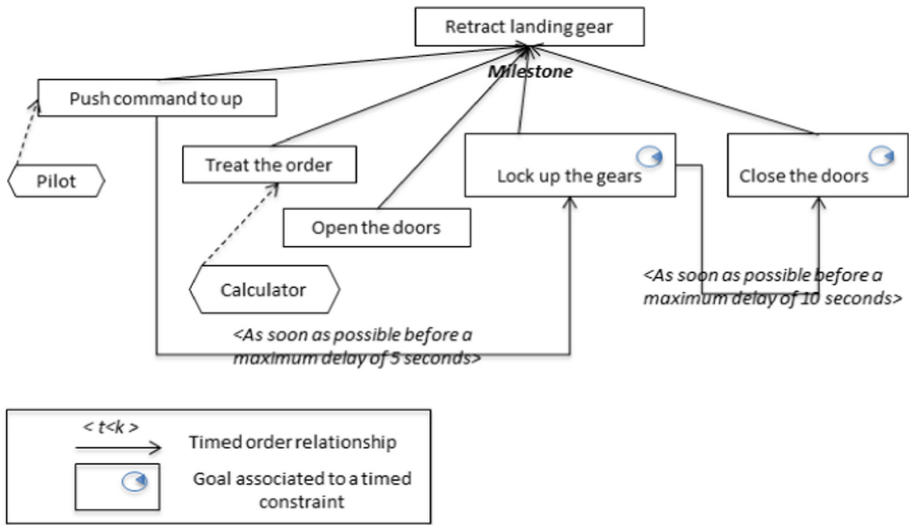 Retract landing gear
Milestone
Push command to up
Treat the order
Lock up the gears
Close the doors
Pilot
Open the doors
Calculator
<As soon as possible before a
maximum delay of 10 seconds>
<As soon as possible before a
maximum delay of 5 seconds>
< t<k >
Timed order relationship
Goal associated to a timed
constraint